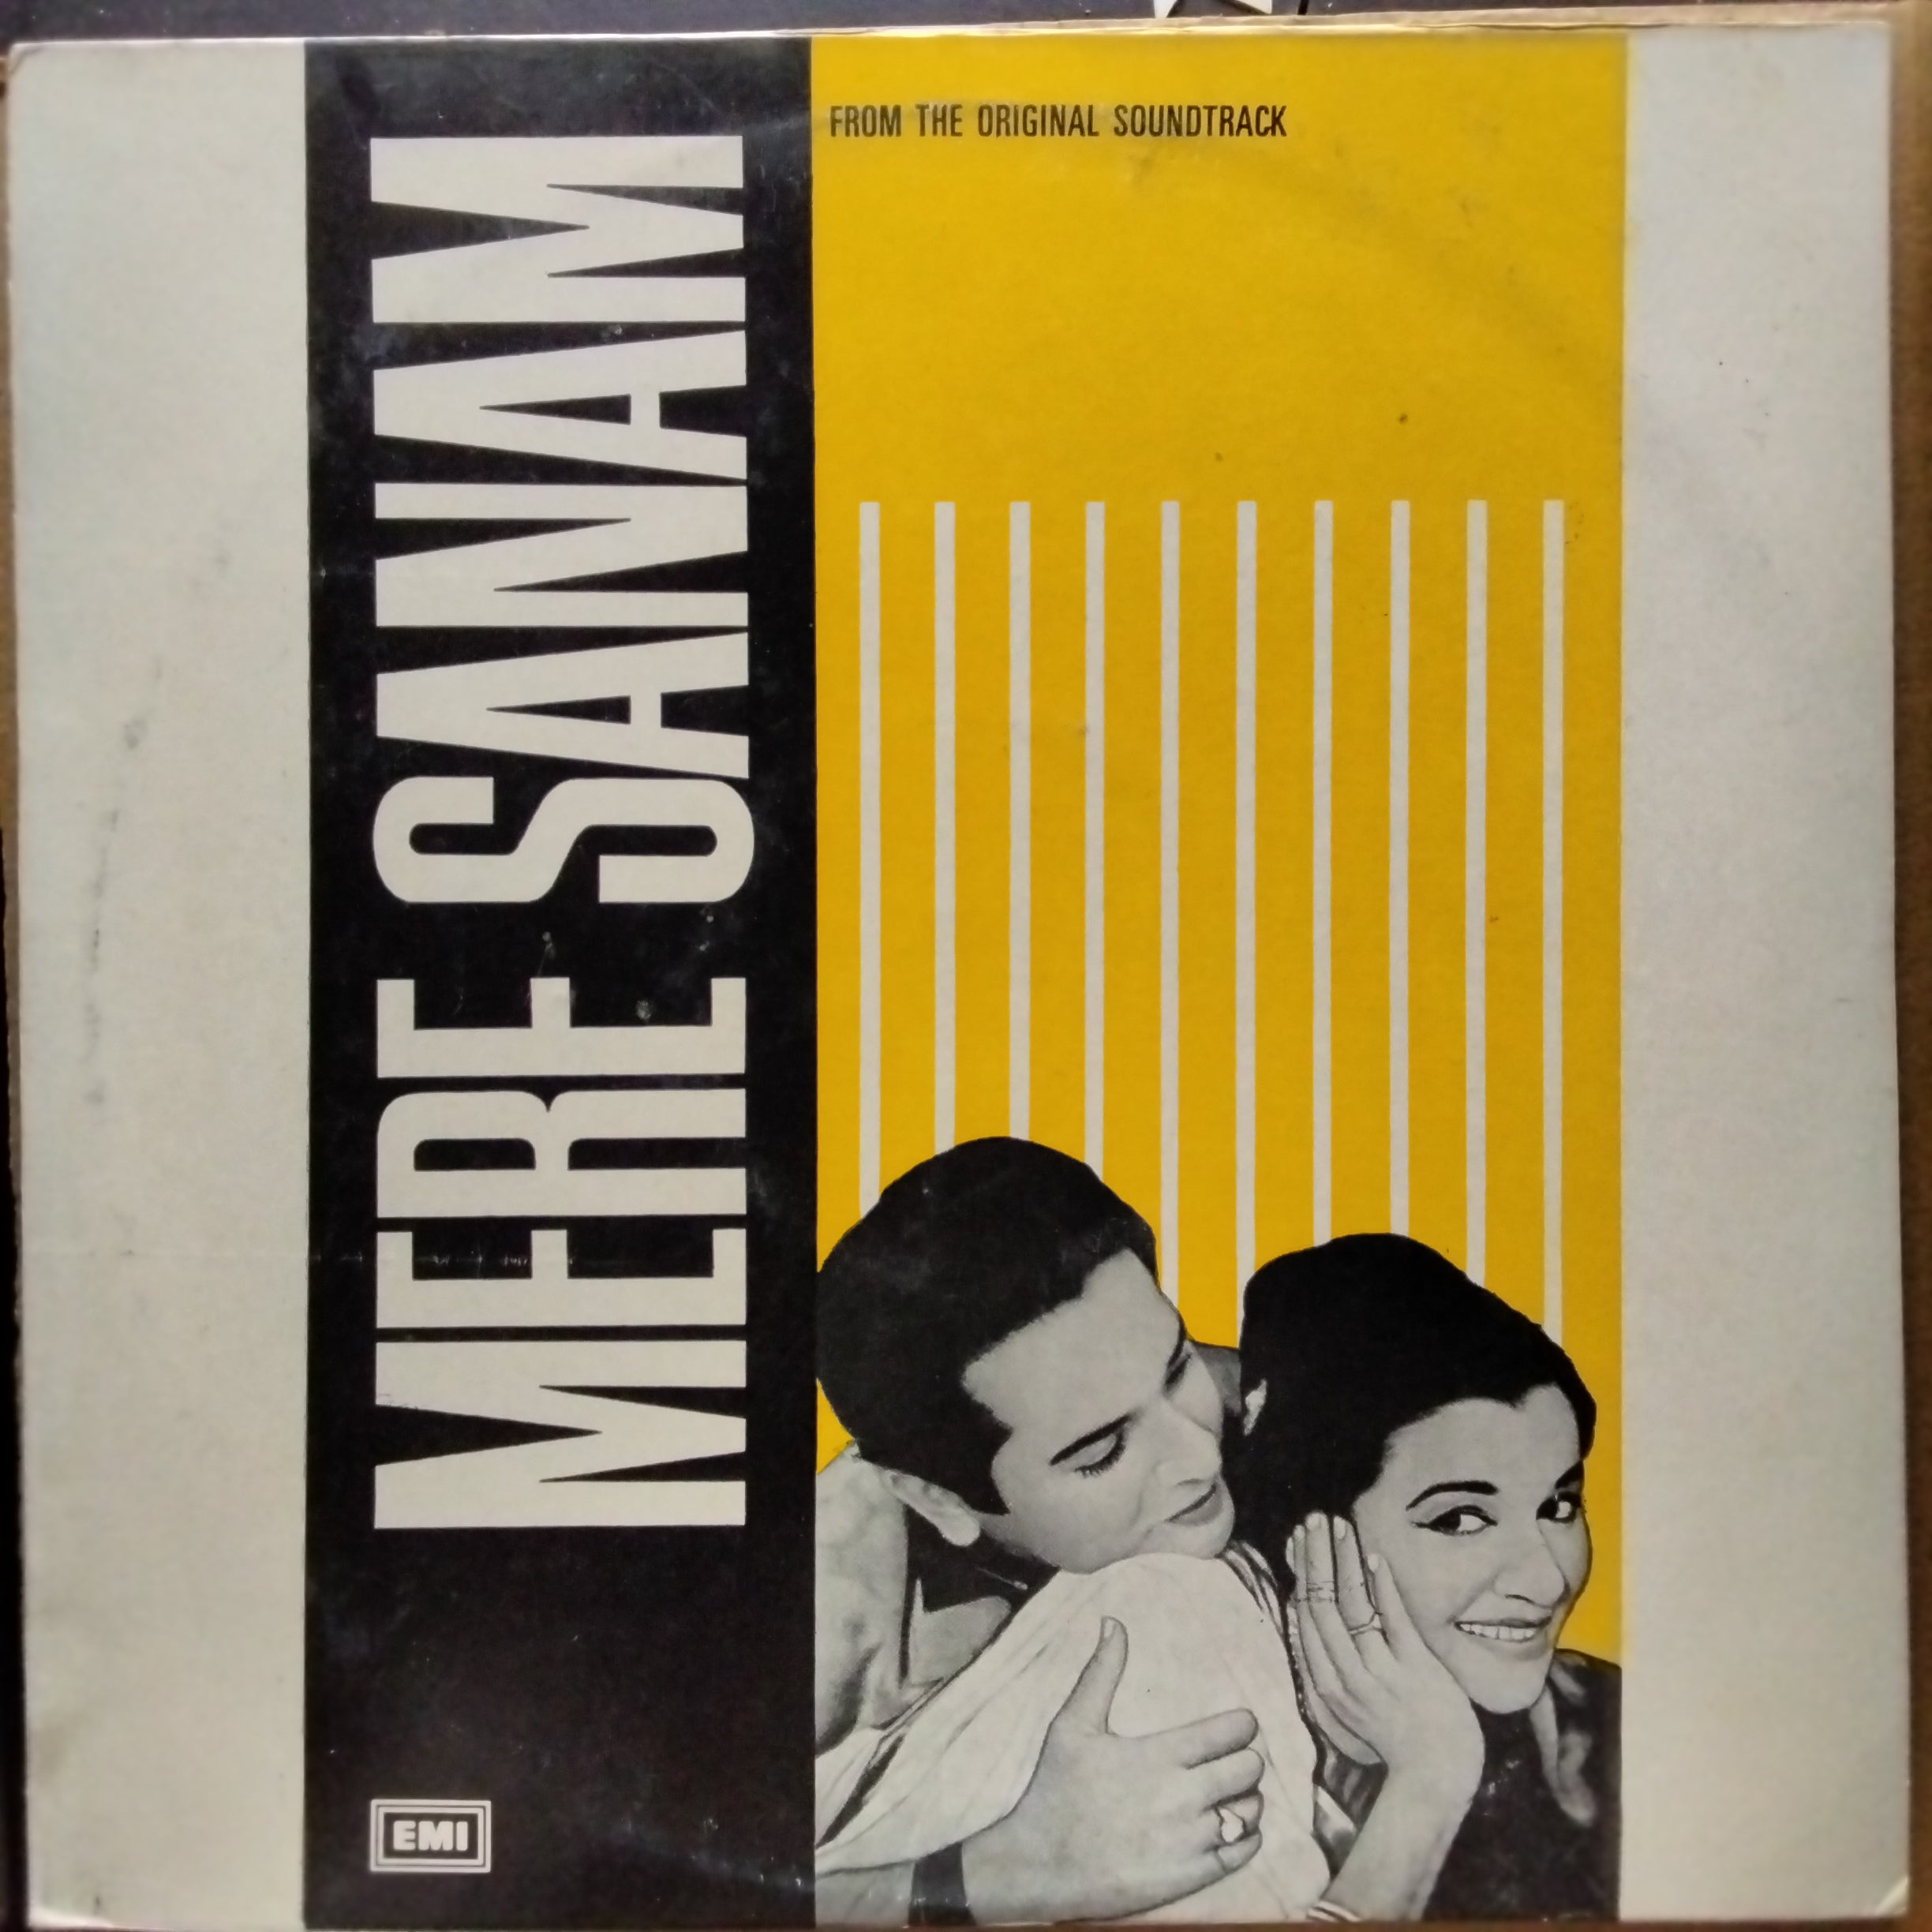 FROM THE ORIGINAL SOUNDTRACK
MERE SANAM
EMI